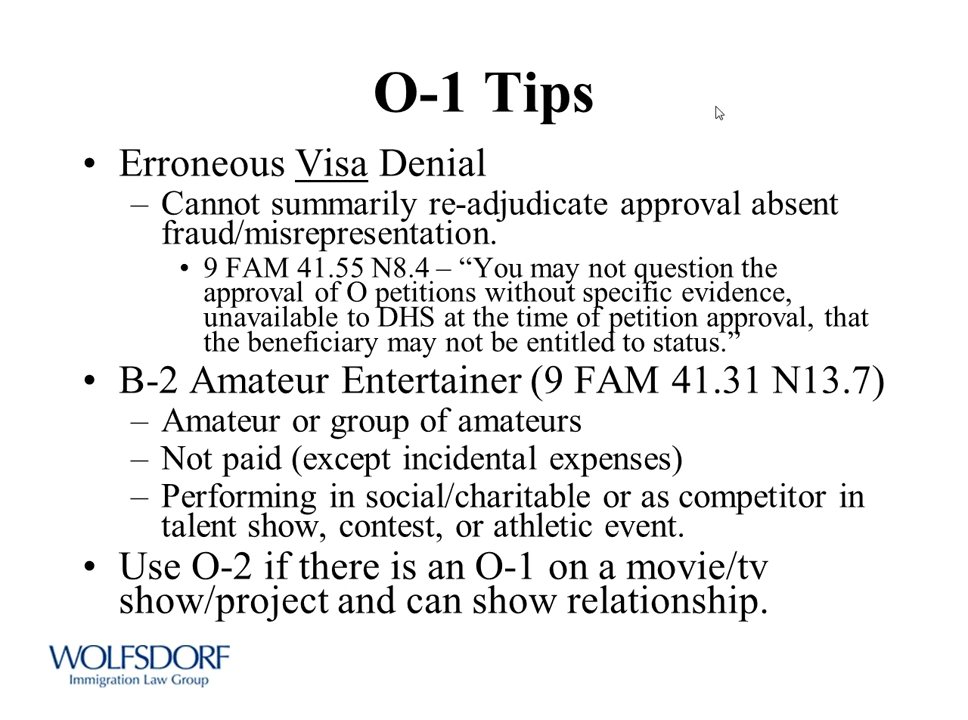 O-1 Tips
• Erroneous Visa Denial
– Cannot summarily re-adjudicate approval absent
fraud/misrepresentation.
• 9 FAM 41.55 N8.4 – “You may not question the
approval of O petitions without specific evidence,
unavailable to DHS at the time of petition approval, that
the beneficiary may not be entitled to status.”
• B-2 Amateur Entertainer (9 FAM 41.31 N13.7)
– Amateur or group of amateurs
– Not paid (except incidental expenses)
– Performing in social/charitable or as competitor in
talent show, contest, or athletic event.
• Use O-2 if there is an O-1 on a movie/tv
show/project and can show relationship.
WOLFSDORF
Immigration Law Group